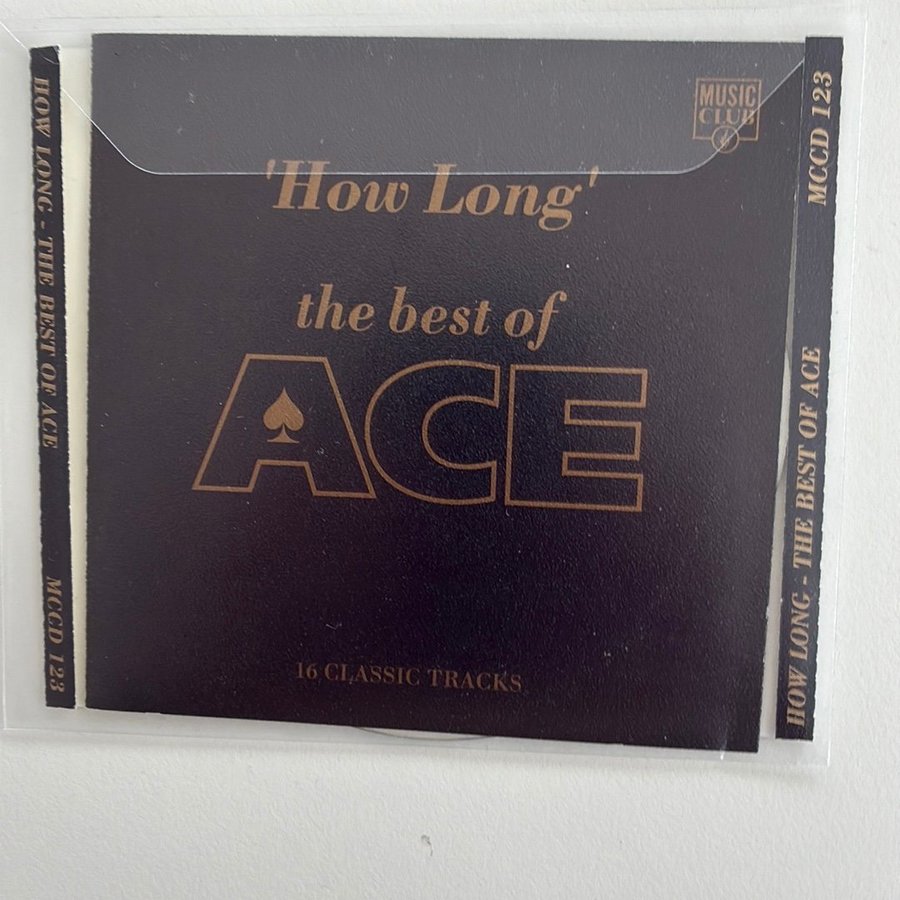 HOW LONG - THE BEST OF ACE
MCCD 123
MUSIC
CLUB
'How Long'
the best of
ACE
16 CLASSIC TRACKS
HOW LONG - THE BEST OF ACE
MCCD 123